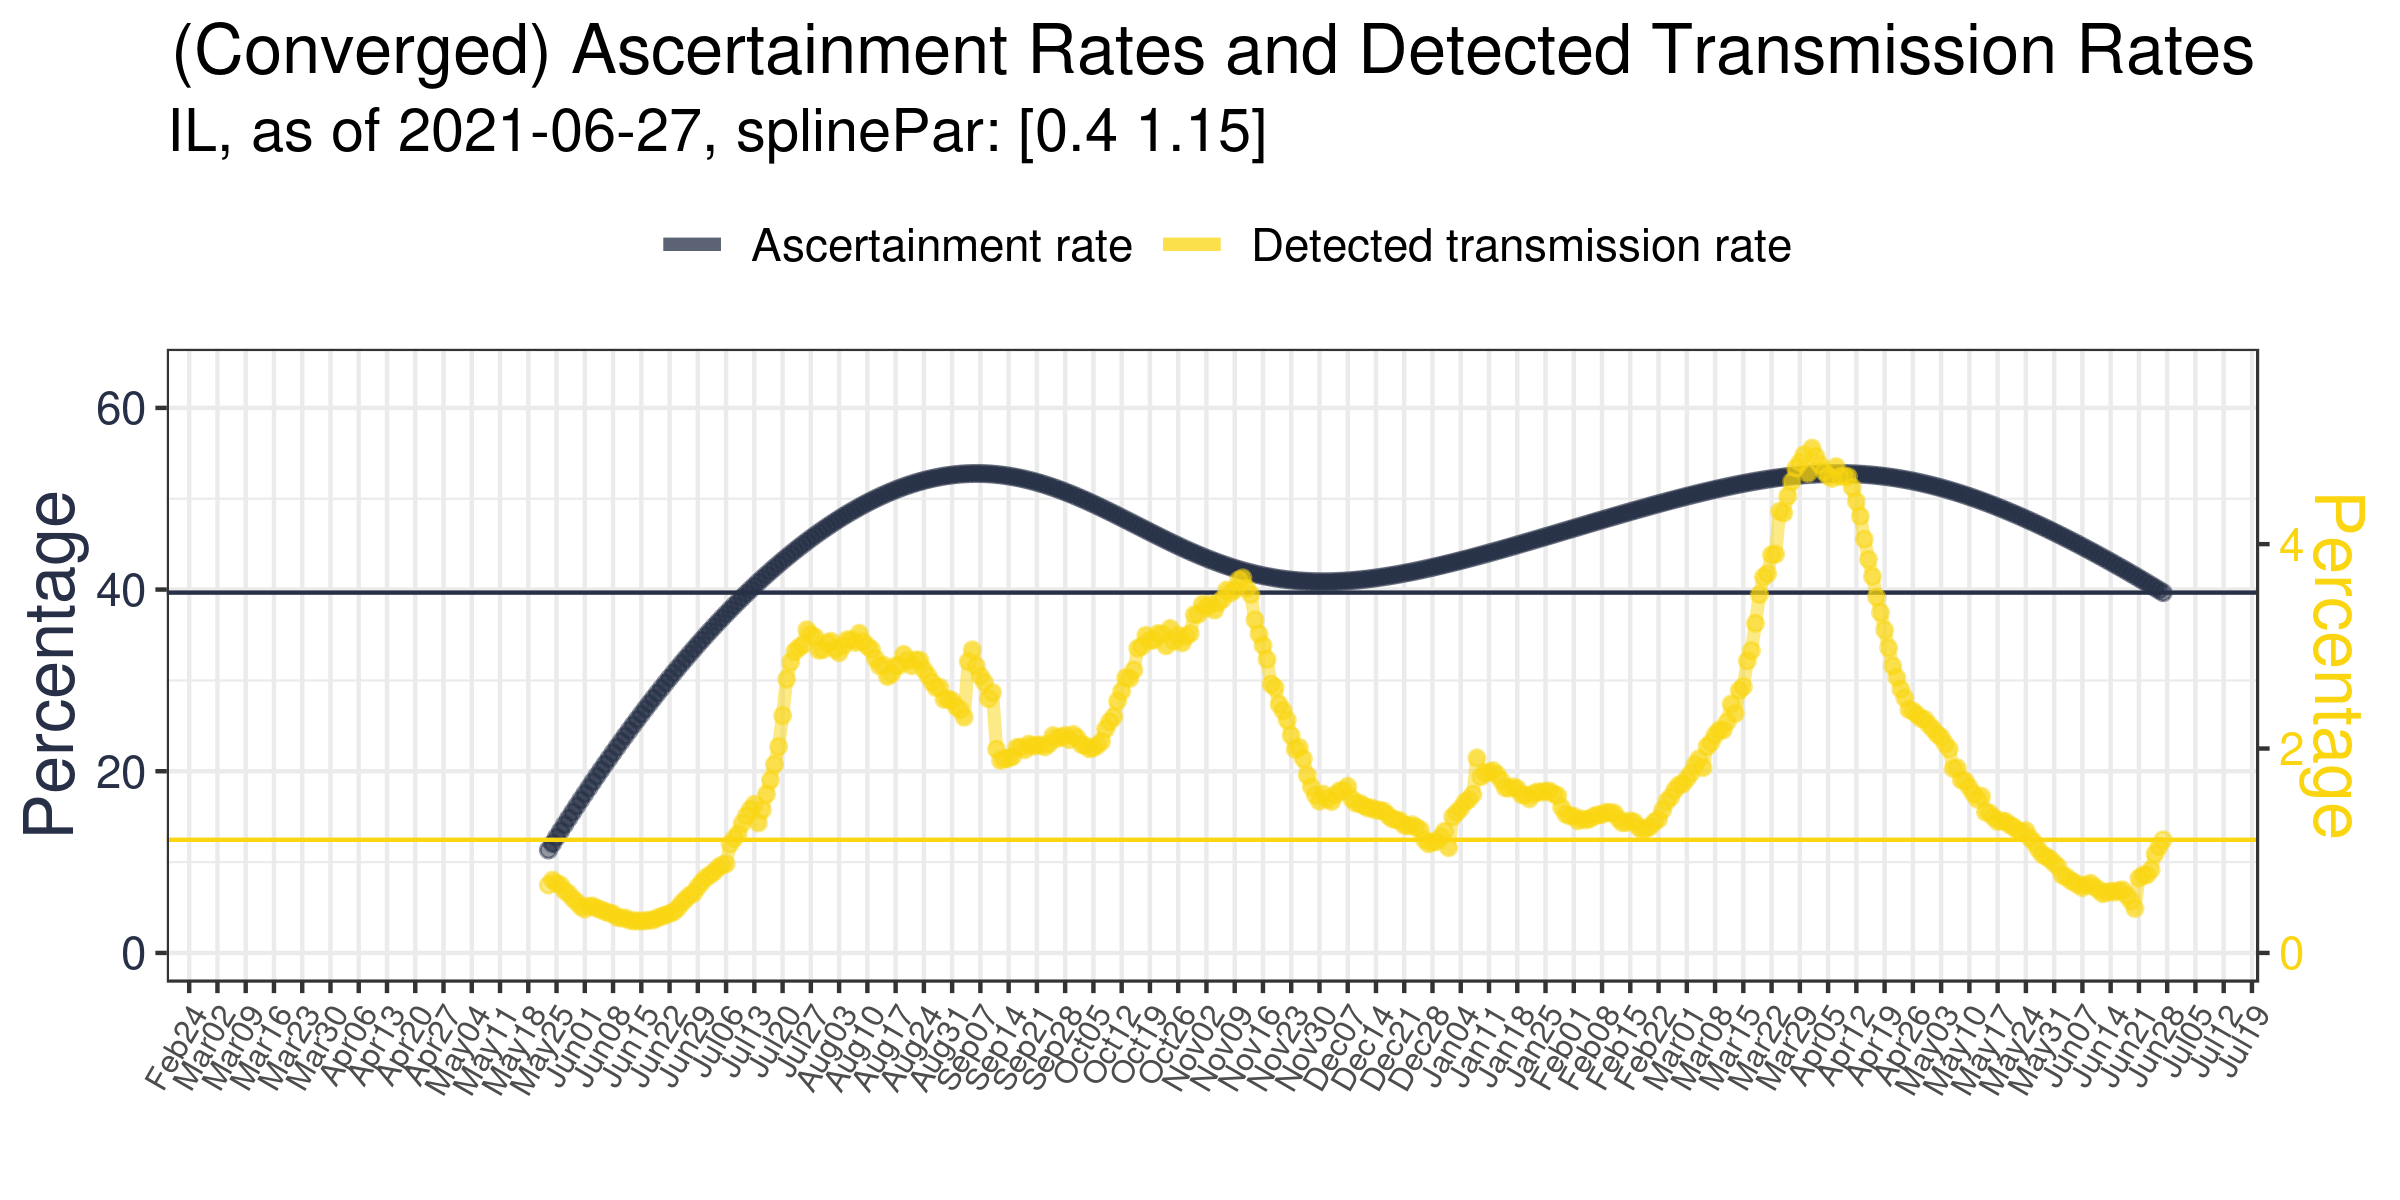 (Converged) Ascertainment Rates and Detected Transmission Rates
IL, as of 2021-06-27, splinePar: [0.4 1.15]
Ascertainment rate
Detected transmission rate
Percentage
60
40
20
0
4
2
0
Percentage
Feb24
Mar02
Mar09
Mar16
Mar23
Mar30
Apr06
Apr13
Apr20
Apr27
May04
May11
May18
May25
Jun01
Jun08
Jun15
Jun22
Jun29
Jul06
Jul13
Jul20
Jul27
Aug03
Aug10
Aug17
Aug24
Aug31
Sep07
Sep14
Sep21
Sep28
Oct05
Oct12
Oct19
Oct26
Nov02
Nov09
Nov16
Nov23
Nov30
Dec07
Dec14
Dec21
Dec28
Jan04
Jan11
Jan18
Jan25
Feb01
Feb08
Feb15
Feb22
Mar01
Mar08
Mar15
Mar22
Mar29
Apr05
Apr12
Apr19
Apr26
May03
May10
May17
May24
May31
Jun07
Jun14
Jun21
Jun28
Jul05
Jul12
Jul19